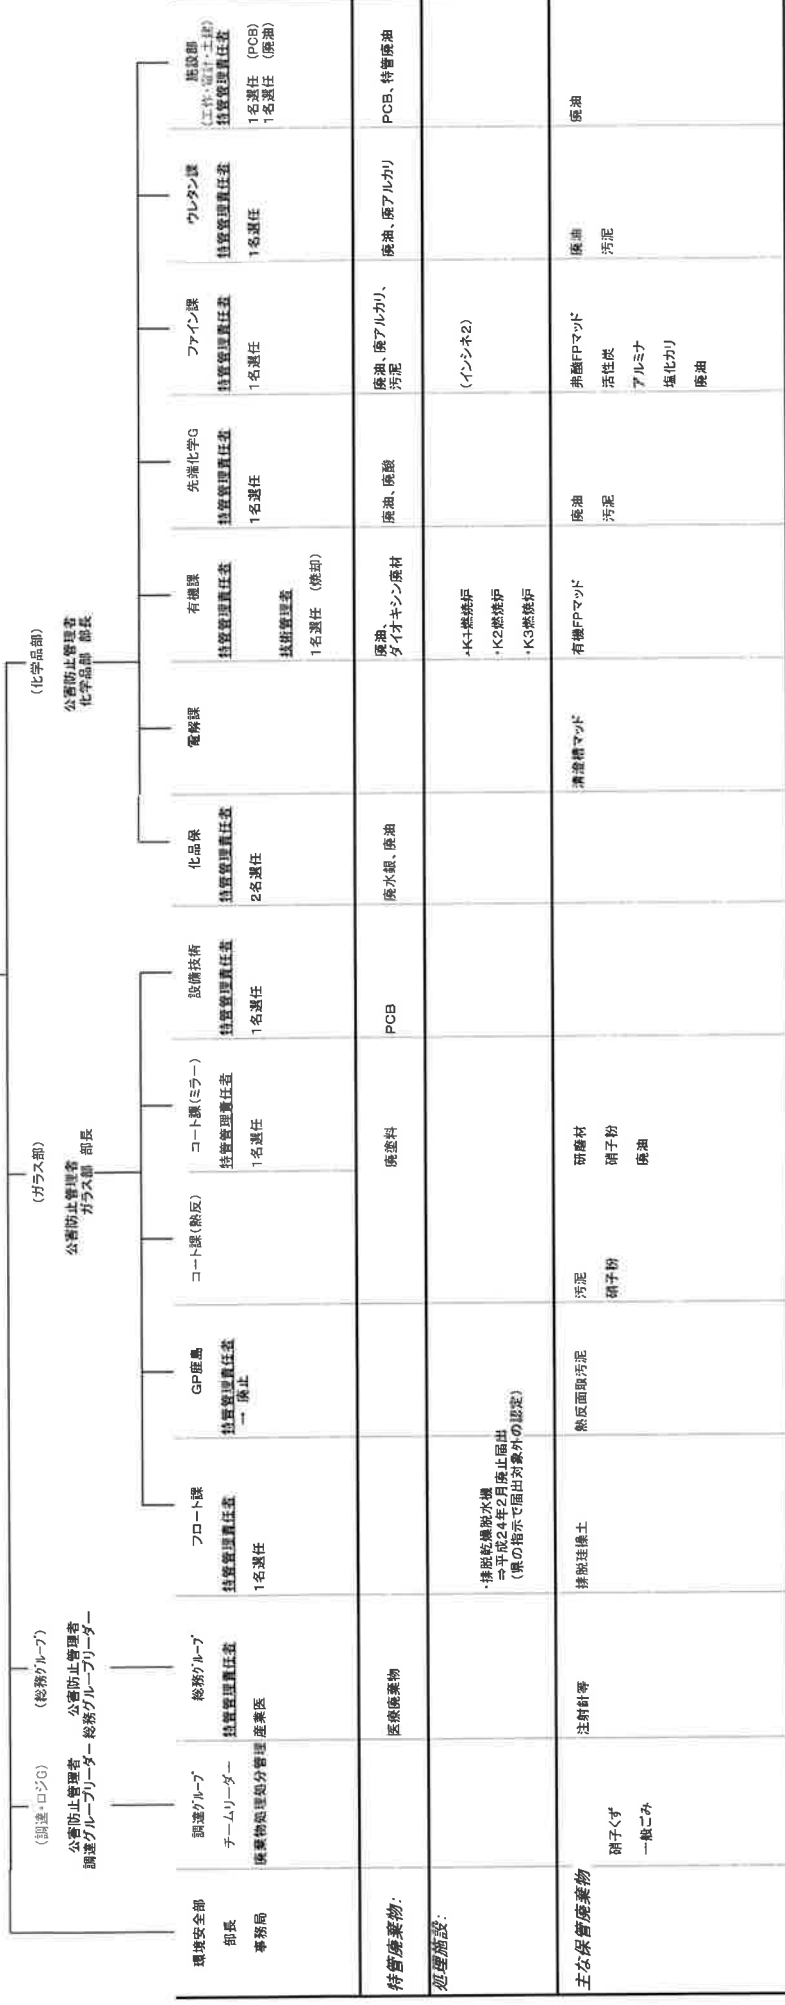 (調達・ロジG)
公害防止管理者
調達グループリーダー
(総務グループ)
公害防止管理者
総務グループリーダー
(ガラス部)
公害防止管理者
ガラス部 部長
(化学品部)
公害防止管理者
化学品部 部長
環境安全部
部長
事務局
調達グループ
チームリーダー
廃棄物処理処分管理
総務グループ
特管管理責任者
産業医
フロート課
特管管理責任者
1名選任
GP鹿島
特管管理責任者
→ 廃止
コート課(熱反)
コート課(ミラー)
特管管理責任者
1名選任
設備技術
特管管理責任者
1名選任
化品保
特管管理責任者
2名選任
電解課
有機課
特管管理責任者
技術管理者
1名選任 (焼却)
先端化学G
特管管理責任者
1名選任
ファイン課
特管管理責任者
1名選任
ウレタン課
特管管理責任者
1名選任
施設部
(工作・電計・土建)
特管管理責任者
1名選任 (PCB)
1名選任 (廃油)
特管廃棄物:
医療廃棄物
廃塗料
PCB
廃水銀、廃油
廃油、
ダイオキシン廃材
廃油、廃酸
廃油、廃アルカリ、
汚泥
廃油、廃アルカリ
PCB、特管廃油
処理施設:
・排脱乾燥脱水機
⇒平成24年2月廃止届出
(県の指示で届出対象外の認定)
・K1燃焼炉
・K2燃焼炉
・K3燃焼炉
(インシネ2)
主な保管廃棄物
硝子くず
一般ごみ
注射針等
排脱珪藻土
熱反面取汚泥
汚泥
硝子粉
研磨材
硝子粉
廃油
清澄槽マッド
有機FPマッド
廃油
汚泥
弗酸FPマッド
活性炭
アルミナ
塩化カリ
廃油
廃油
汚泥
廃油